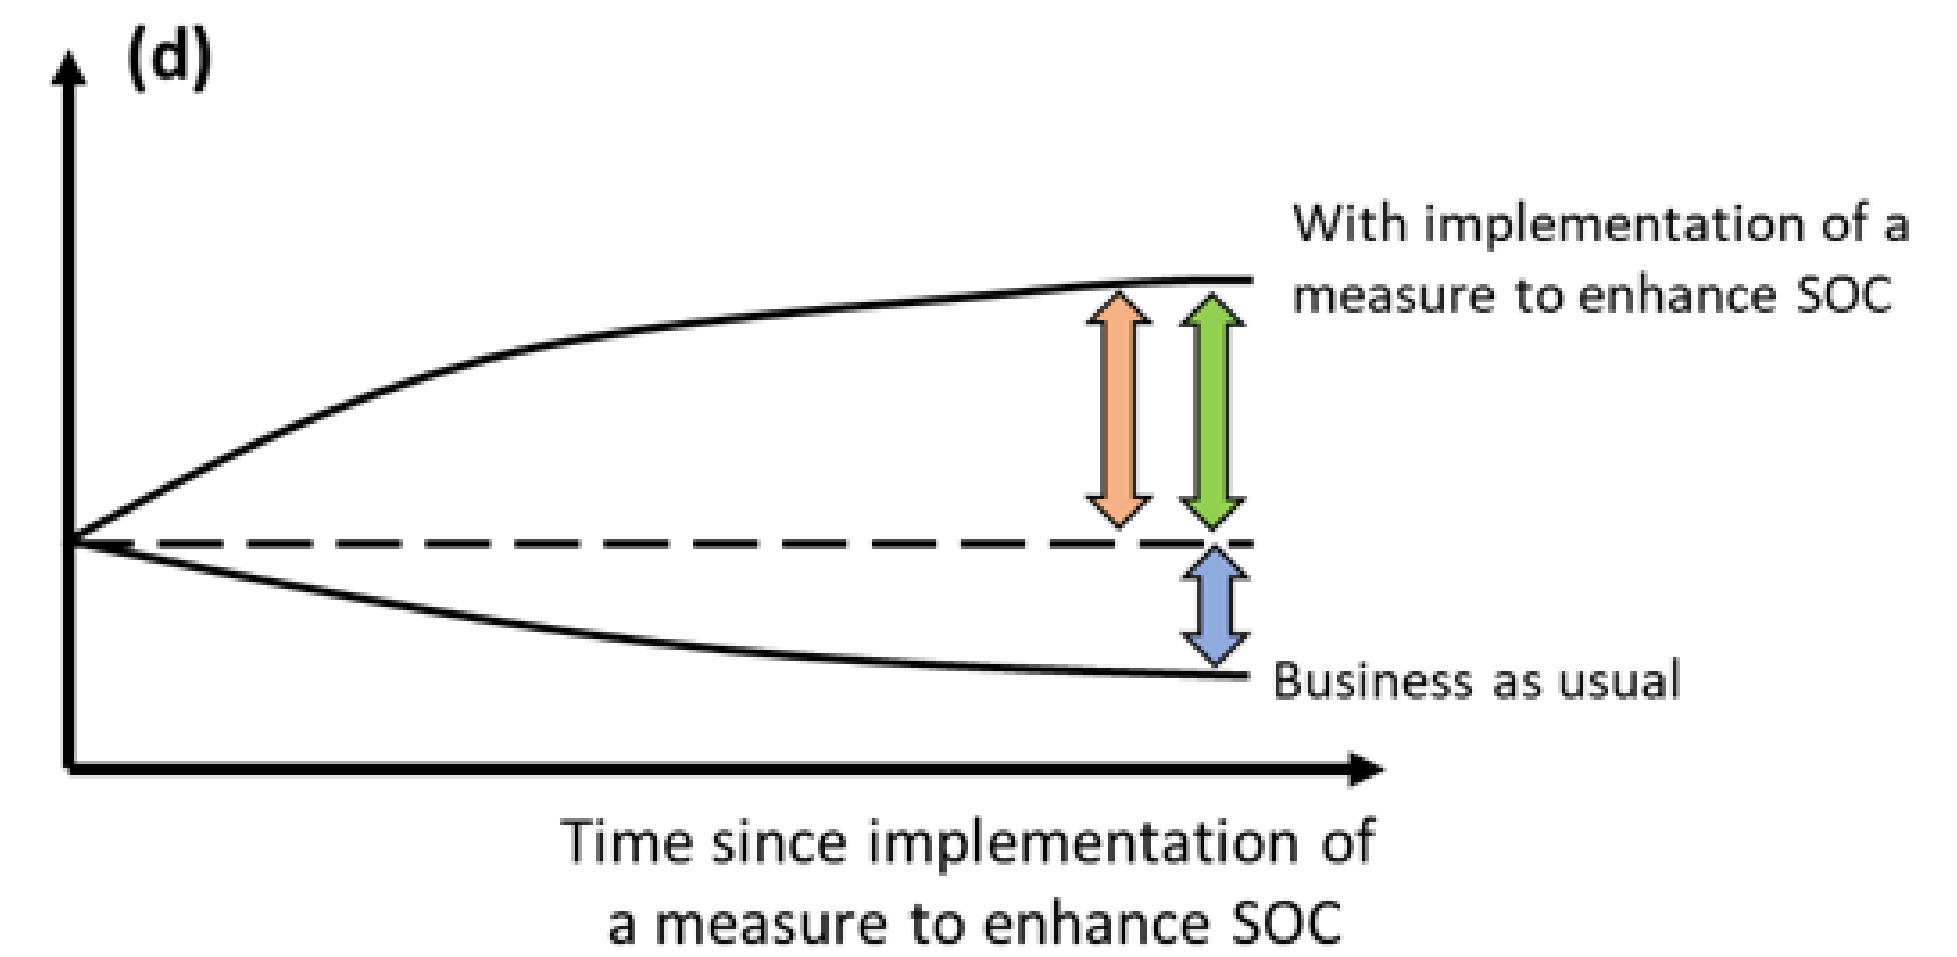 (d)
With implementation of a
measure to enhance SOC
Business as usual
Time since implementation of
a measure to enhance SOC